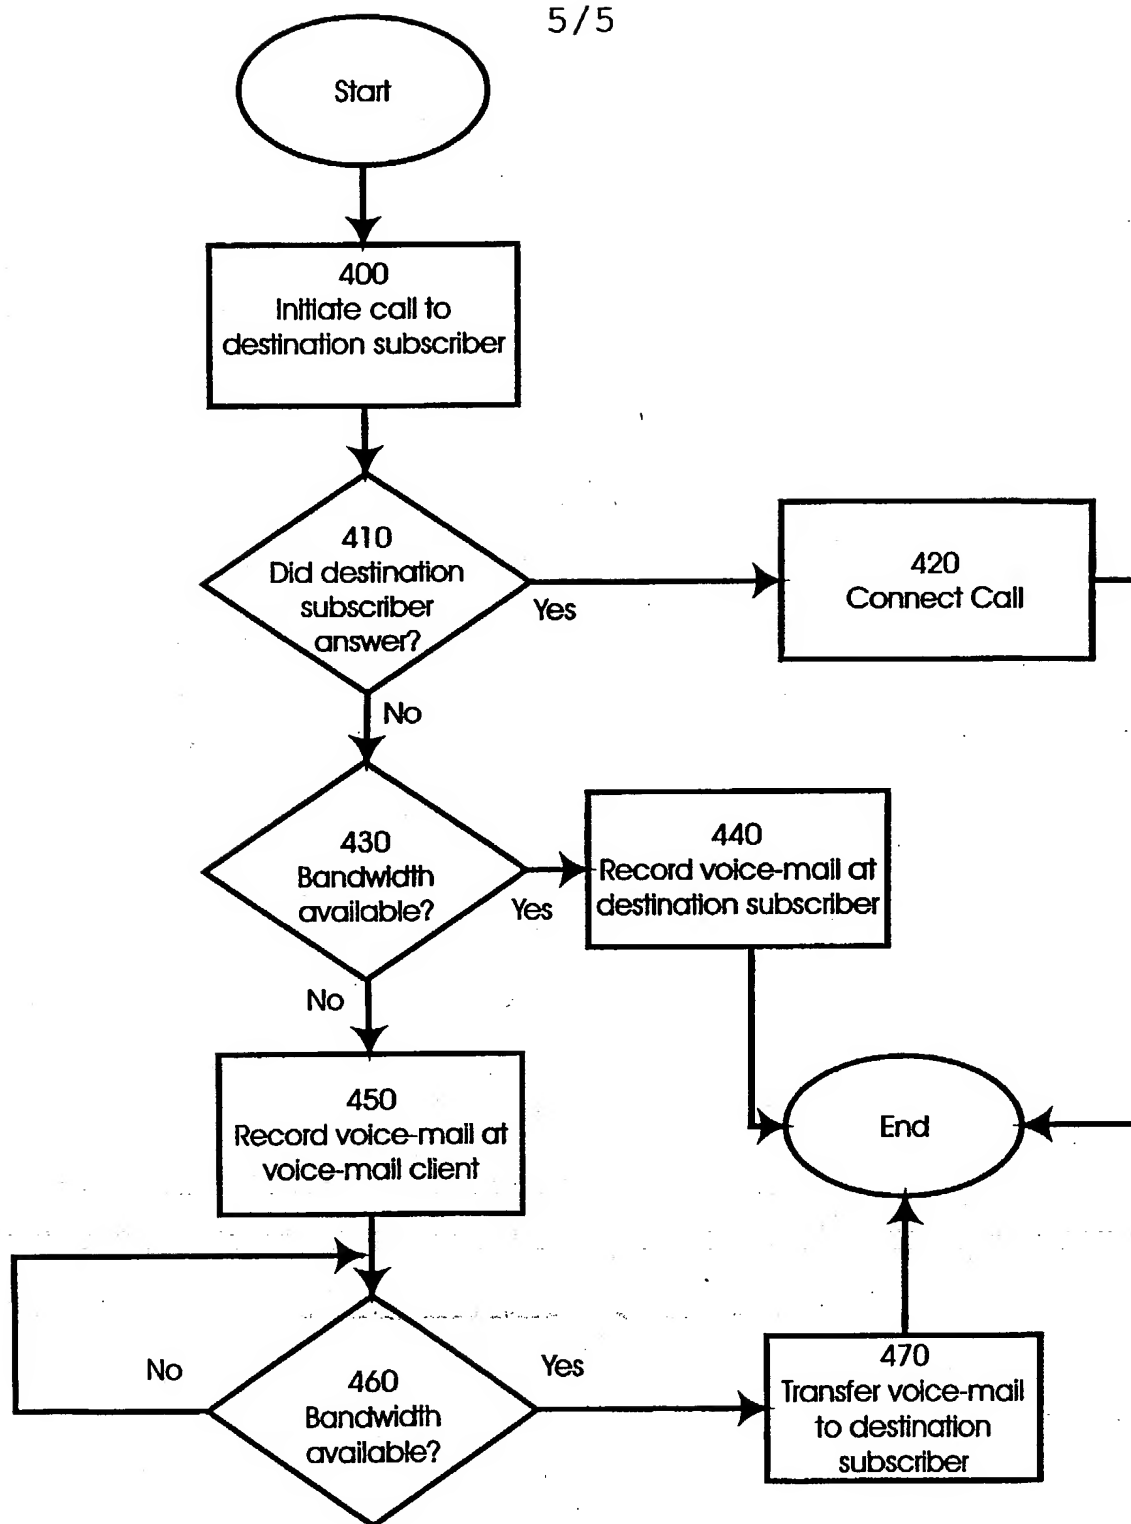 5/5
Start
400
Initiate call to
destination subscriber
410
Did destination
subscriber
answer?
Yes
420
Connect Call
No
430
Bandwidth
available?
Yes
440
Record voice-mail at
destination subscriber
No
450
Record voice-mail at
voice-mail client
End
No
460
Bandwidth
available?
Yes
470
Transfer voice-mail
to destination
subscriber